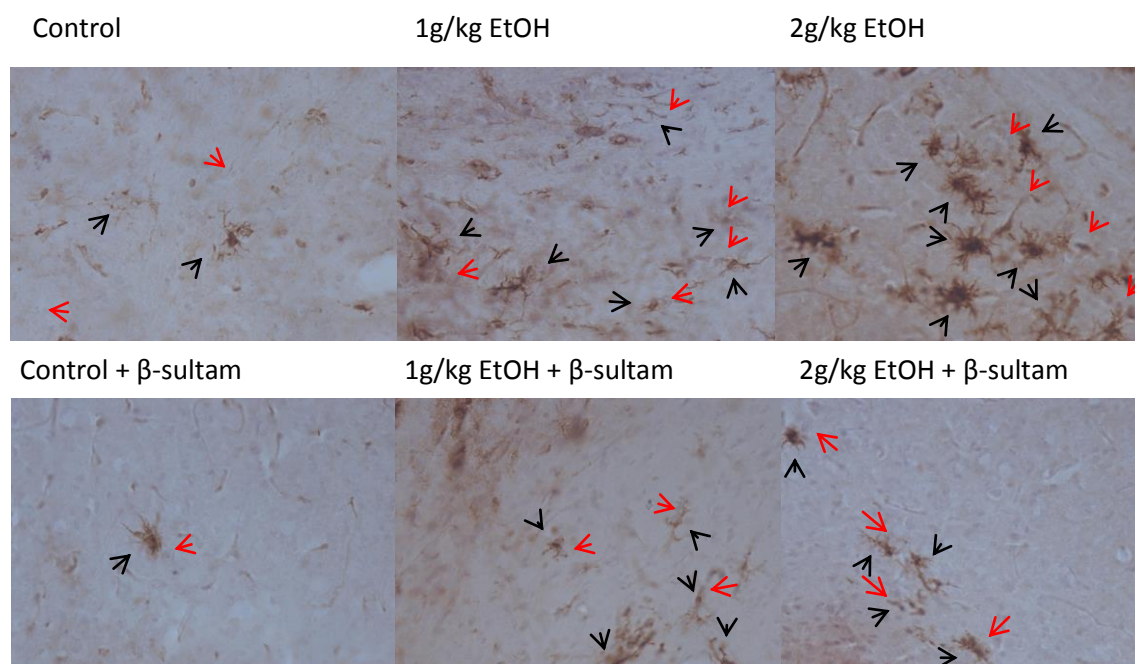 Control 1g/kg EtOH 2g/kg EtOH
Control + β-sultam 1g/kg EtOH + β-sultam 2g/kg EtOH + β-sultam